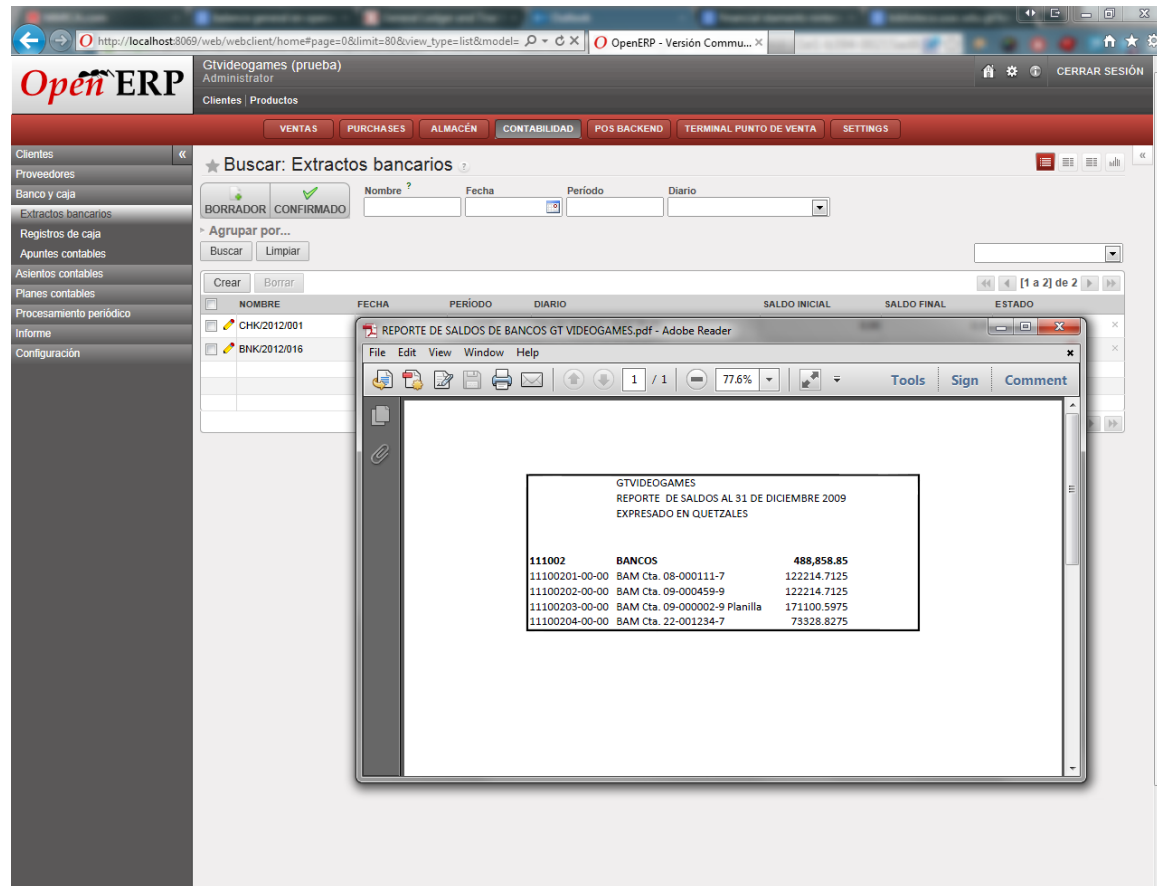 http://localhost:8069/web/webclient/home#page=0&limit=80&view_type=list&model=
OpenERP - Versión Commu...
Open ERP
Gtvideogames (prueba)
Administrator
CERRAR SESIÓN
Clientes | Productos
VENTAS PURCHASES ALMACÉN CONTABILIDAD POS BACKEND TERMINAL PUNTO DE VENTA SETTINGS
Clientes «
Proveedores
Banco y caja
Extractos bancarios
Registros de caja
Apuntes contables
Asientos contables
Planes contables
Procesamiento periódico
Informe
Configuración
Buscar: Extractos bancarios ?
«
BORRADOR CONFIRMADO
Nombre ? Fecha Período Diario
Agrupar por...
Buscar Limpiar
Crear Borrar [1 a 2] de 2
NOMBRE FECHA PERÍODO DIARIO SALDO INICIAL SALDO FINAL ESTADO
CHK/2012/001
BNK/2012/016
REPORTE DE SALDOS DE BANCOS GT VIDEOGAMES.pdf - Adobe Reader
File Edit View Window Help
1 / 1 77.6% Tools Sign Comment
GTVIDEOGAMES
REPORTE DE SALDOS AL 31 DE DICIEMBRE 2009
EXPRESADO EN QUETZALES
111002 BANCOS 488,858.85
11100201-00-00 BAM Cta. 08-000111-7 122214.7125
11100202-00-00 BAM Cta. 09-000459-9 122214.7125
11100203-00-00 BAM Cta. 09-000002-9 Planilla 171100.5975
11100204-00-00 BAM Cta. 22-001234-7 73328.8275